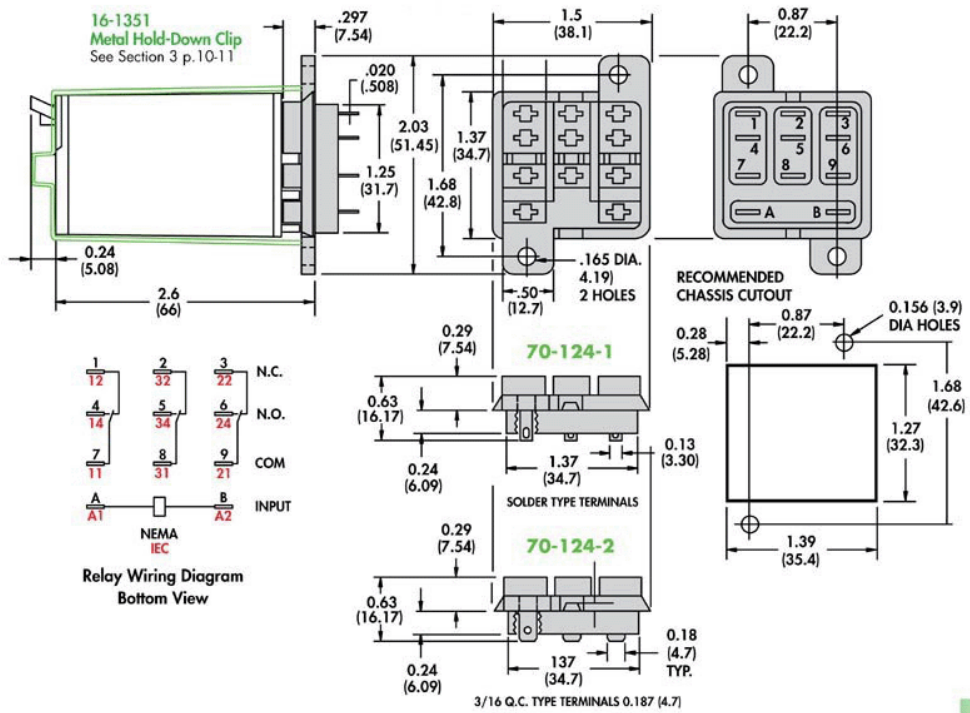 16-1351
Metal Hold-Down Clip
See Section 3 p.10-11
.297
(7.54)
.020
(.508)
2.03
(51.45)
1.25
(31.7)
1.68
(42.8)
0.24
(5.08)
2.6
(66)
1.5
(38.1)
1.37
(34.7)
.165 DIA.
4.19)
2 HOLES
.50
(12.7)
0.87
(22.2)
1 2 3
4 5 6
7 8 9
A B
RECOMMENDED
CHASSIS CUTOUT
0.87
(22.2)
0.156 (3.9)
DIA HOLES
0.28
(5.28)
1.68
(42.6)
1.27
(32.3)
1.39
(35.4)
1 2 3 N.C.
12 32 22
4 5 6 N.O.
14 34 24
7 8 9 COM
11 31 21
A B INPUT
A1 A2
NEMA
IEC
Relay Wiring Diagram
Bottom View
0.29
(7.54)
70-124-1
0.63
(16.17)
0.24
(6.09)
1.37
(34.7)
0.13
(3.30)
SOLDER TYPE TERMINALS
0.29
(7.54)
70-124-2
0.63
(16.17)
0.24
(6.09)
137
(34.7)
0.18
(4.7)
TYP.
3/16 Q.C. TYPE TERMINALS 0.187 (4.7)